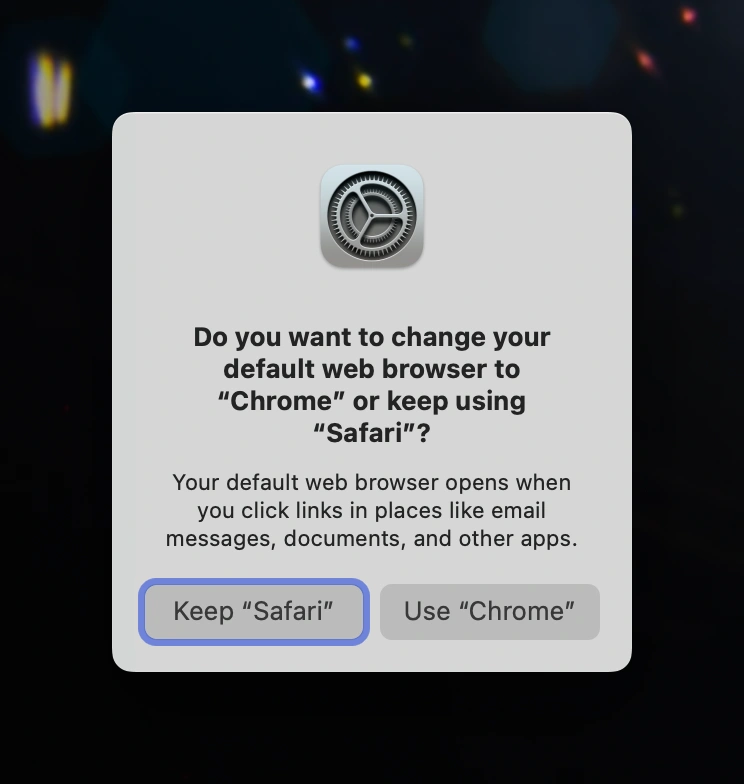 Do you want to change your
default web browser to
“Chrome” or keep using
“Safari”?
Your default web browser opens when
you click links in places like email
messages, documents, and other apps.
Keep “Safari”
Use “Chrome”